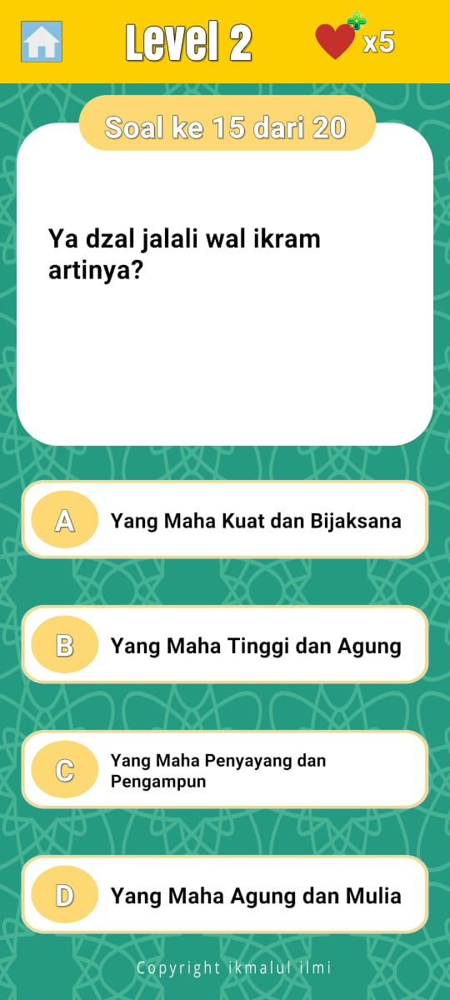 Level 2
x5
Soal ke 15 dari 20
Ya dzal jalali wal ikram
artinya?
A
Yang Maha Kuat dan Bijaksana
B
Yang Maha Tinggi dan Agung
C
Yang Maha Penyayang dan
Pengampun
D
Yang Maha Agung dan Mulia
Copyright ikmalul ilmi